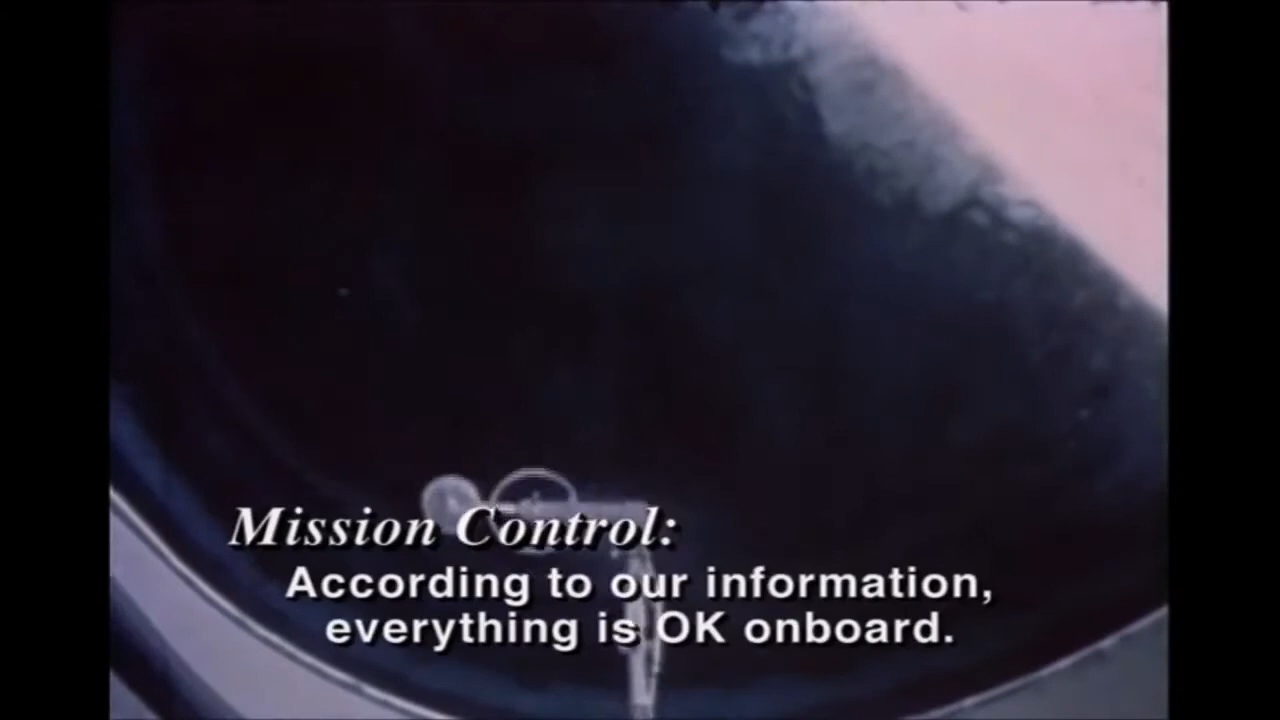 Mission Control:
According to our information,
everything is OK onboard.